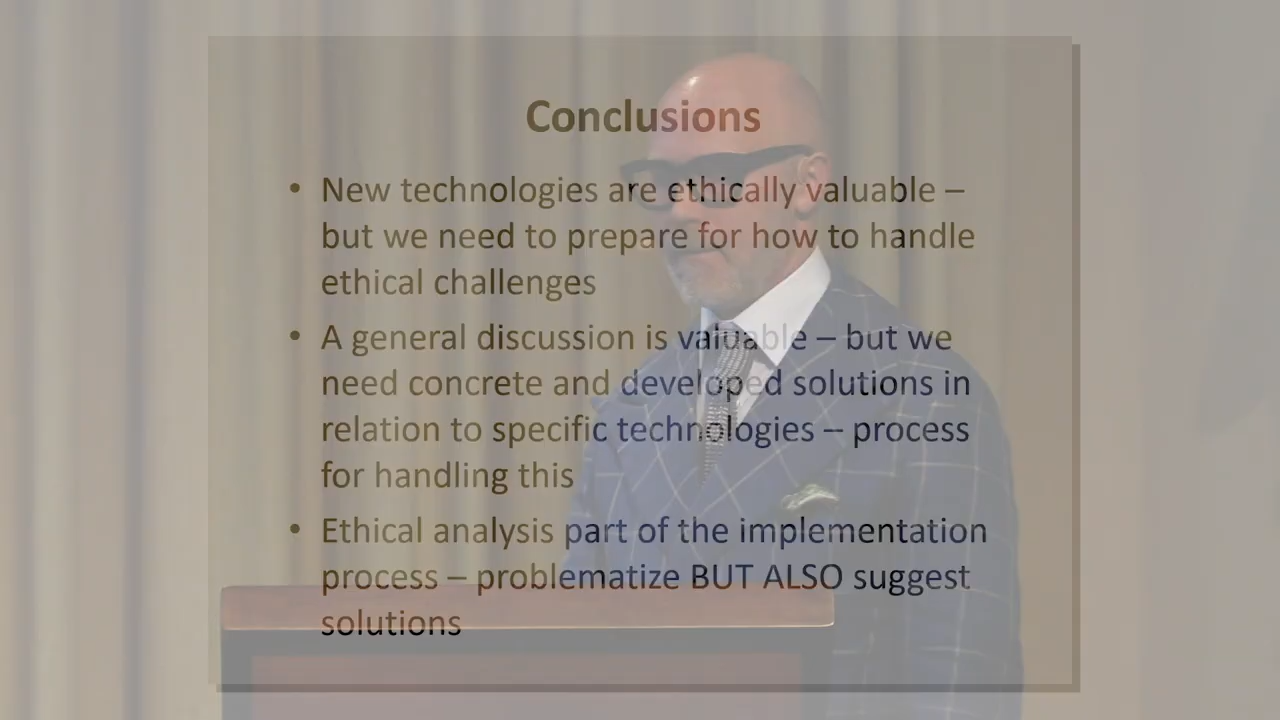 Conclusions
• New technologies are ethically valuable –
but we need to prepare for how to handle
ethical challenges
• A general discussion is valuable – but we
need concrete and developed solutions in
relation to specific technologies – process
for handling this
• Ethical analysis part of the implementation
process – problematize BUT ALSO suggest
solutions